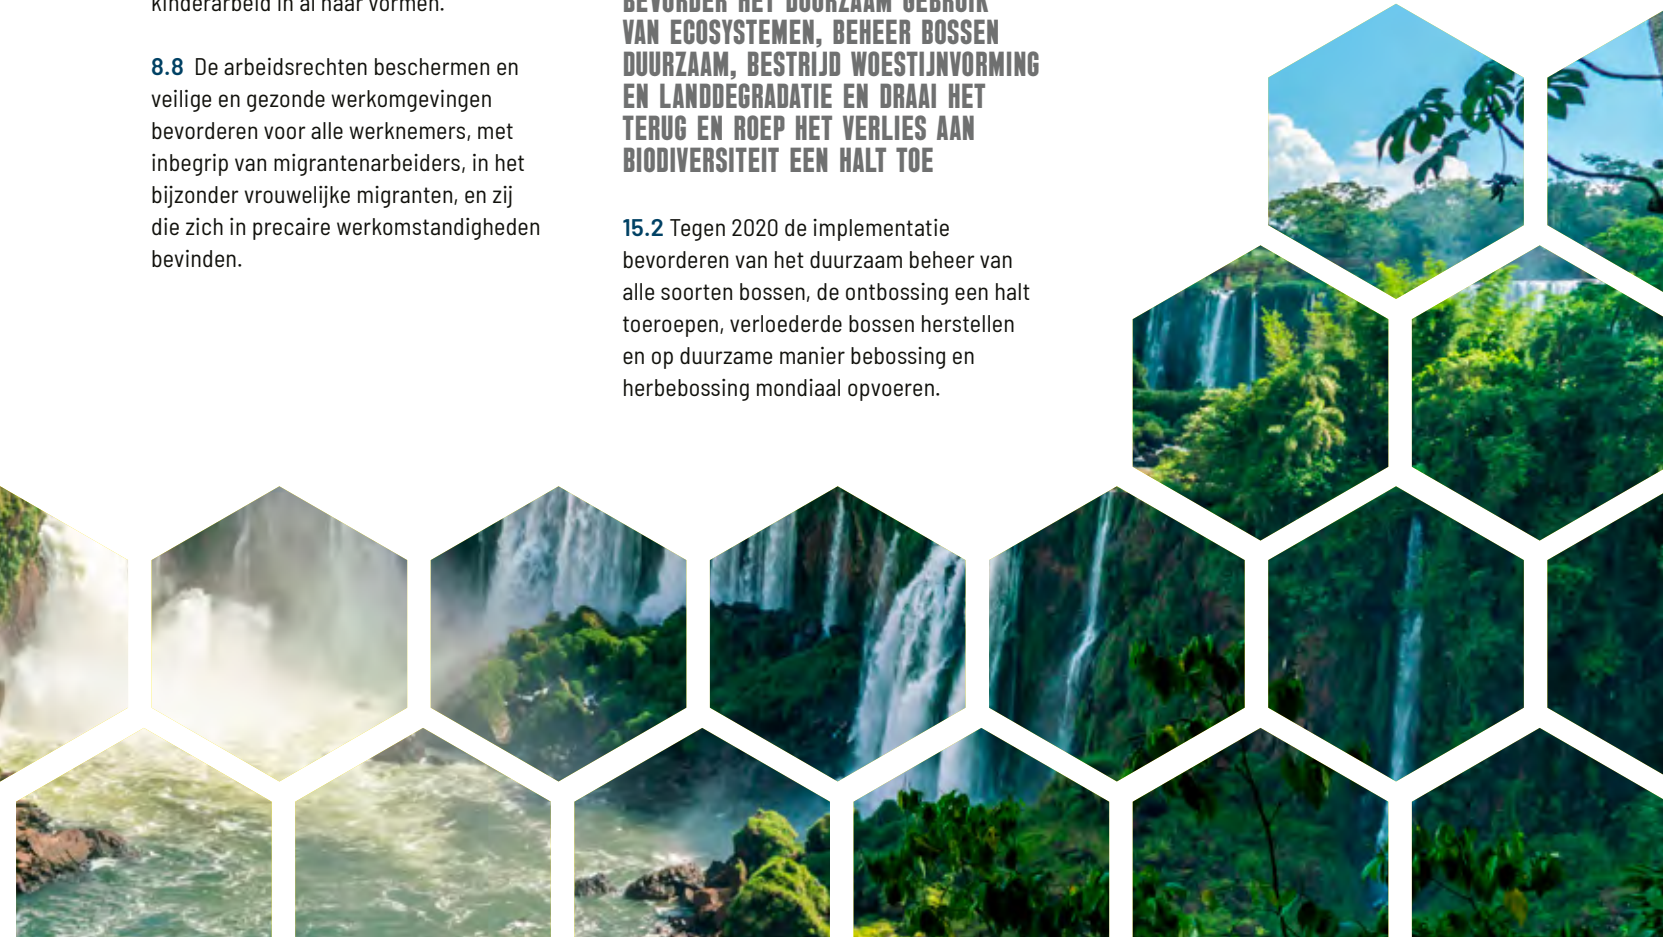 kinderarbeid in al haar vormen.
8.8 De arbeidsrechten beschermen en
veilige en gezonde werkomgevingen
bevorderen voor alle werknemers, met
inbegrip van migrantenarbeiders, in het
bijzonder vrouwelijke migranten, en zij
die zich in precaire werkomstandigheden
bevinden.
BEVORDER HET DUURZAAM GEBRUIK
VAN ECOSYSTEMEN, BEHEER BOSSEN
DUURZAAM, BESTRIJD WOESTIJNVORMING
EN LANDDEGRADATIE EN DRAAI HET
TERUG EN ROEP HET VERLIES AAN
BIODIVERSITEIT EEN HALT TOE
15.2 Tegen 2020 de implementatie
bevorderen van het duurzaam beheer van
alle soorten bossen, de ontbossing een halt
toeroepen, verloederde bossen herstellen
en op duurzame manier bebossing en
herbebossing mondiaal opvoeren.